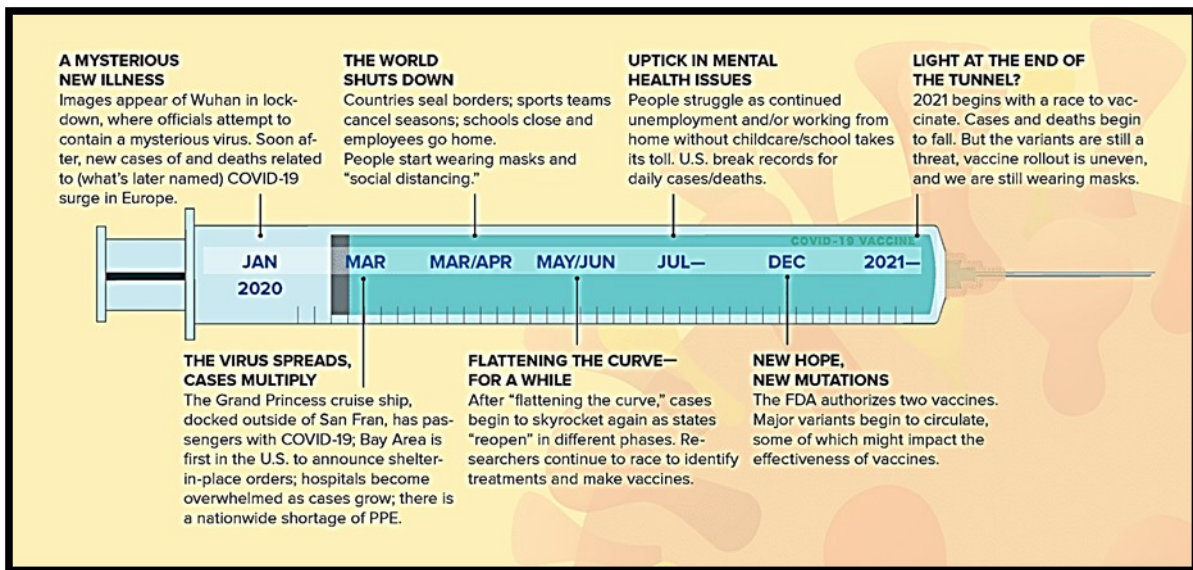 A MYSTERIOUS
NEW ILLNESS
Images appear of Wuhan in lock-
down, where officials attempt to
contain a mysterious virus. Soon af-
ter, new cases of and deaths related
to (what's later named) COVID-19
surge in Europe.
THE WORLD
SHUTS DOWN
Countries seal borders; sports teams
cancel seasons; schools close and
employees go home.
People start wearing masks and
“social distancing.”
UPTICK IN MENTAL
HEALTH ISSUES
People struggle as continued
unemployment and/or working from
home without childcare/school takes
its toll. U.S. break records for
daily cases/deaths.
LIGHT AT THE END OF
THE TUNNEL?
2021 begins with a race to vac-
cinate. Cases and deaths begin
to fall. But the variants are still a
threat, vaccine rollout is uneven,
and we are still wearing masks.
COVID-19 VACCINE
JAN MAR MAR/APR MAY/JUN JUL— DEC 2021—
2020
THE VIRUS SPREADS,
CASES MULTIPLY
The Grand Princess cruise ship,
docked outside of San Fran, has pas-
sengers with COVID-19; Bay Area is
first in the U.S. to announce shelter-
in-place orders; hospitals become
overwhelmed as cases grow; there is
a nationwide shortage of PPE.
FLATTENING THE CURVE—
FOR A WHILE
After “flattening the curve,” cases
begin to skyrocket again as states
“reopen” in different phases. Re-
searchers continue to race to identify
treatments and make vaccines.
NEW HOPE,
NEW MUTATIONS
The FDA authorizes two vaccines.
Major variants begin to circulate,
some of which might impact the
effectiveness of vaccines.